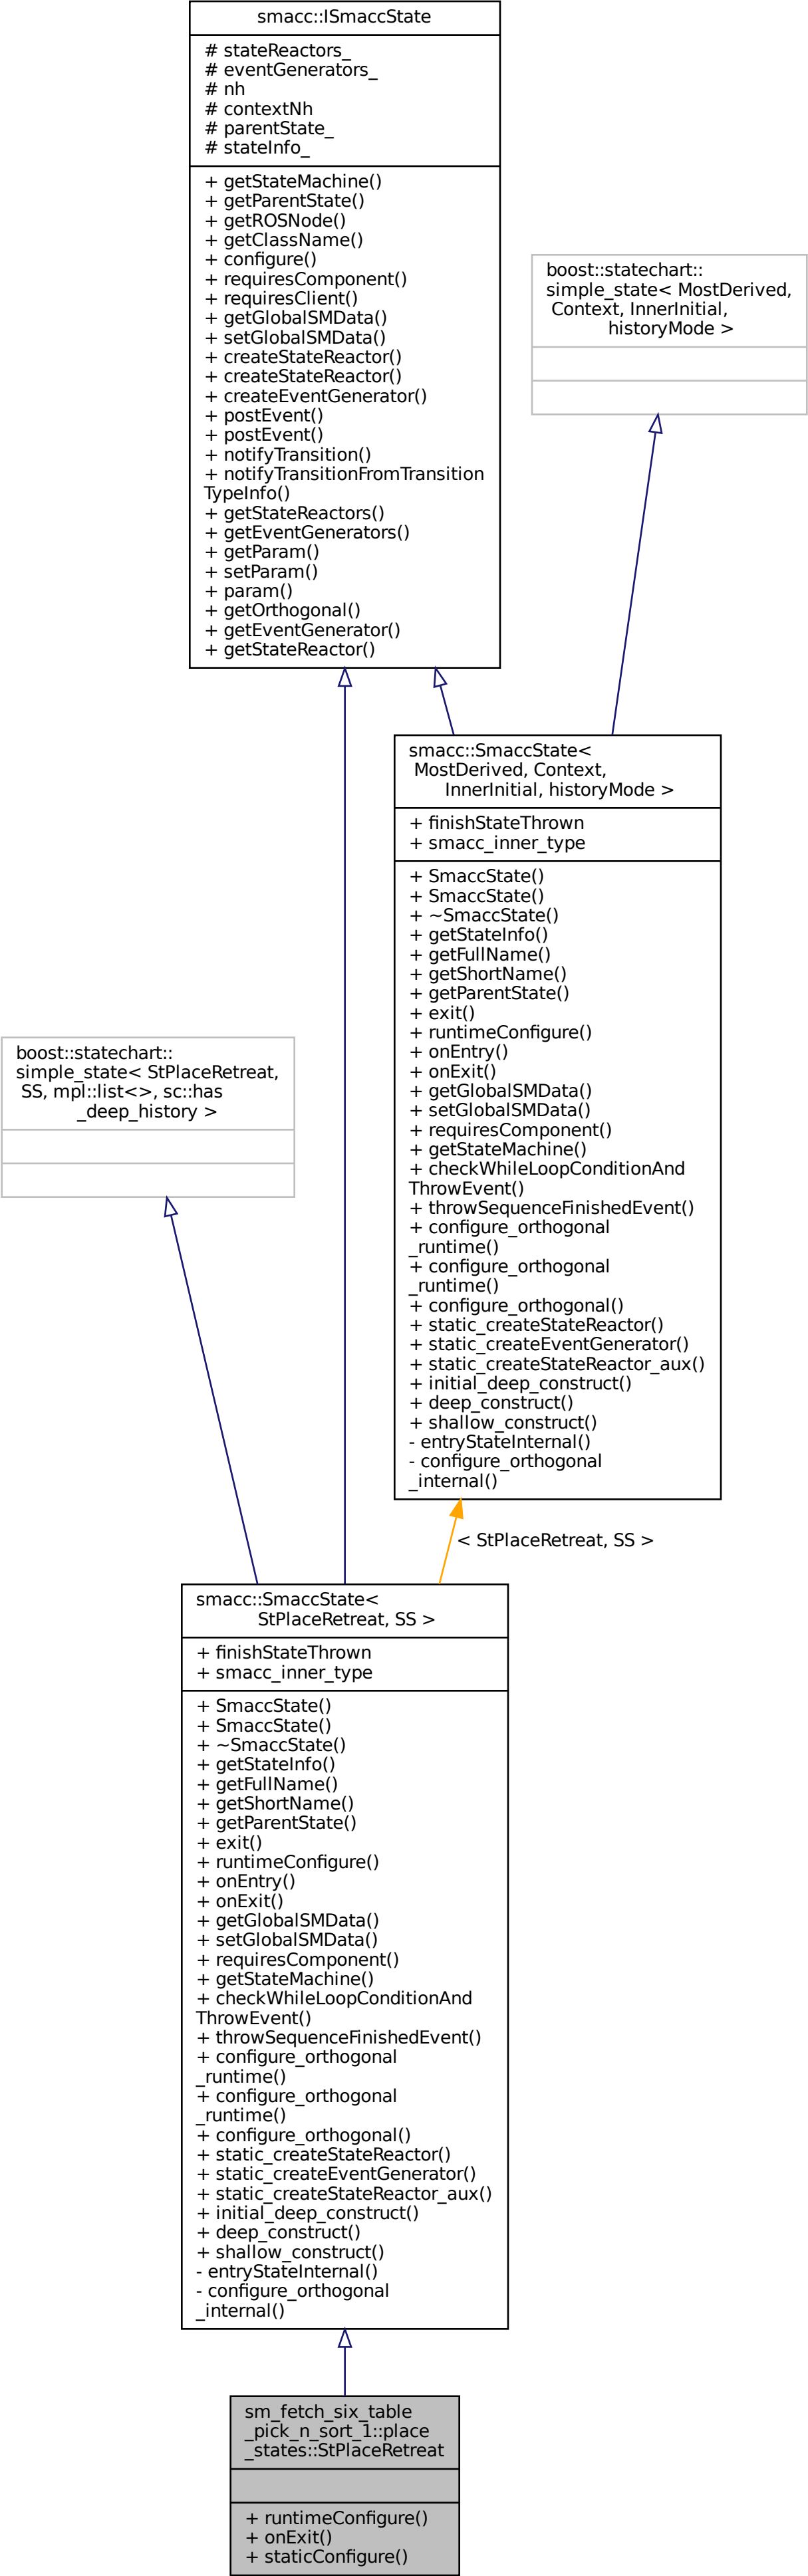 smacc::ISmaccState
# stateReactors_
# eventGenerators_
# nh
# contextNh
# parentState_
# stateInfo_
+ getStateMachine()
+ getParentState()
+ getROSNode()
+ getClassName()
+ configure()
+ requiresComponent()
+ requiresClient()
+ getGlobalSMData()
+ setGlobalSMData()
+ createStateReactor()
+ createStateReactor()
+ createEventGenerator()
+ postEvent()
+ postEvent()
+ notifyTransition()
+ notifyTransitionFromTransition
TypeInfo()
+ getStateReactors()
+ getEventGenerators()
+ getParam()
+ setParam()
+ param()
+ getOrthogonal()
+ getEventGenerator()
+ getStateReactor()
boost::statechart::
simple_state< MostDerived,
Context, InnerInitial,
historyMode >
smacc::SmaccState<
MostDerived, Context,
InnerInitial, historyMode >
+ finishStateThrown
+ smacc_inner_type
+ SmaccState()
+ SmaccState()
+ ~SmaccState()
+ getStateInfo()
+ getFullName()
+ getShortName()
+ getParentState()
+ exit()
+ runtimeConfigure()
+ onEntry()
+ onExit()
+ getGlobalSMData()
+ setGlobalSMData()
+ requiresComponent()
+ getStateMachine()
+ checkWhileLoopConditionAnd
ThrowEvent()
+ throwSequenceFinishedEvent()
+ configure_orthogonal
_runtime()
+ configure_orthogonal
_runtime()
+ configure_orthogonal()
+ static_createStateReactor()
+ static_createEventGenerator()
+ static_createStateReactor_aux()
+ initial_deep_construct()
+ deep_construct()
+ shallow_construct()
- entryStateInternal()
- configure_orthogonal
_internal()
boost::statechart::
simple_state< StPlaceRetreat,
SS, mpl::list<>, sc::has
_deep_history >
< StPlaceRetreat, SS >
smacc::SmaccState<
StPlaceRetreat, SS >
+ finishStateThrown
+ smacc_inner_type
+ SmaccState()
+ SmaccState()
+ ~SmaccState()
+ getStateInfo()
+ getFullName()
+ getShortName()
+ getParentState()
+ exit()
+ runtimeConfigure()
+ onEntry()
+ onExit()
+ getGlobalSMData()
+ setGlobalSMData()
+ requiresComponent()
+ getStateMachine()
+ checkWhileLoopConditionAnd
ThrowEvent()
+ throwSequenceFinishedEvent()
+ configure_orthogonal
_runtime()
+ configure_orthogonal
_runtime()
+ configure_orthogonal()
+ static_createStateReactor()
+ static_createEventGenerator()
+ static_createStateReactor_aux()
+ initial_deep_construct()
+ deep_construct()
+ shallow_construct()
- entryStateInternal()
- configure_orthogonal
_internal()
sm_fetch_six_table
_pick_n_sort_1::place
_states::StPlaceRetreat
+ runtimeConfigure()
+ onExit()
+ staticConfigure()